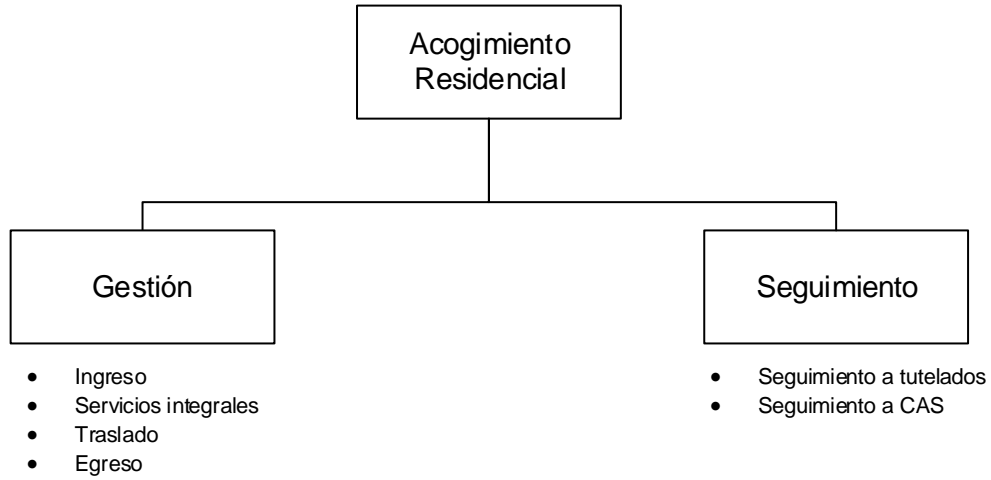 Acogimiento
Residencial
Gestión
Seguimiento
• Ingreso
• Servicios integrales
• Traslado
• Egreso
• Seguimiento a tutelados
• Seguimiento a CAS